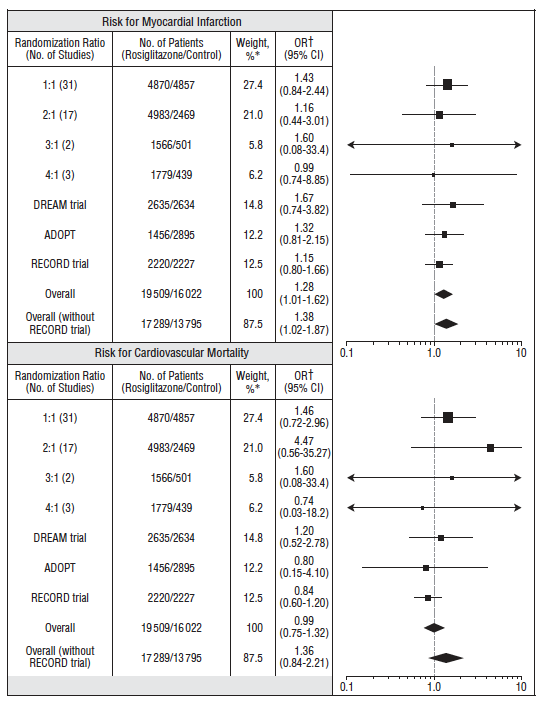 Risk for Myocardial Infarction
Randomization Ratio (No. of Studies) No. of Patients (Rosiglitazone/Control) Weight, %* OR† (95% CI)
1:1 (31) 4870/4857 27.4 1.43 (0.84-2.44)
2:1 (17) 4983/2469 21.0 1.16 (0.44-3.01)
3:1 (2) 1566/501 5.8 1.60 (0.08-33.4)
4:1 (3) 1779/439 6.2 0.99 (0.74-8.85)
DREAM trial 2635/2634 14.8 1.67 (0.74-3.82)
ADOPT 1456/2895 12.2 1.32 (0.81-2.15)
RECORD trial 2220/2227 12.5 1.15 (0.80-1.66)
Overall 19 509/16 022 100 1.28 (1.01-1.62)
Overall (without RECORD trial) 17 289/13 795 87.5 1.38 (1.02-1.87)
0.1 1.0 10
Risk for Cardiovascular Mortality
Randomization Ratio (No. of Studies) No. of Patients (Rosiglitazone/Control) Weight, %* OR† (95% CI)
1:1 (31) 4870/4857 27.4 1.46 (0.72-2.96)
2:1 (17) 4983/2469 21.0 4.47 (0.56-35.27)
3:1 (2) 1566/501 5.8 1.60 (0.08-33.4)
4:1 (3) 1779/439 6.2 0.74 (0.03-18.2)
DREAM trial 2635/2634 14.8 1.20 (0.52-2.78)
ADOPT 1456/2895 12.2 0.80 (0.15-4.10)
RECORD trial 2220/2227 12.5 0.84 (0.60-1.20)
Overall 19 509/16 022 100 0.99 (0.75-1.32)
Overall (without RECORD trial) 17 289/13 795 87.5 1.36 (0.84-2.21)
0.1 1.0 10